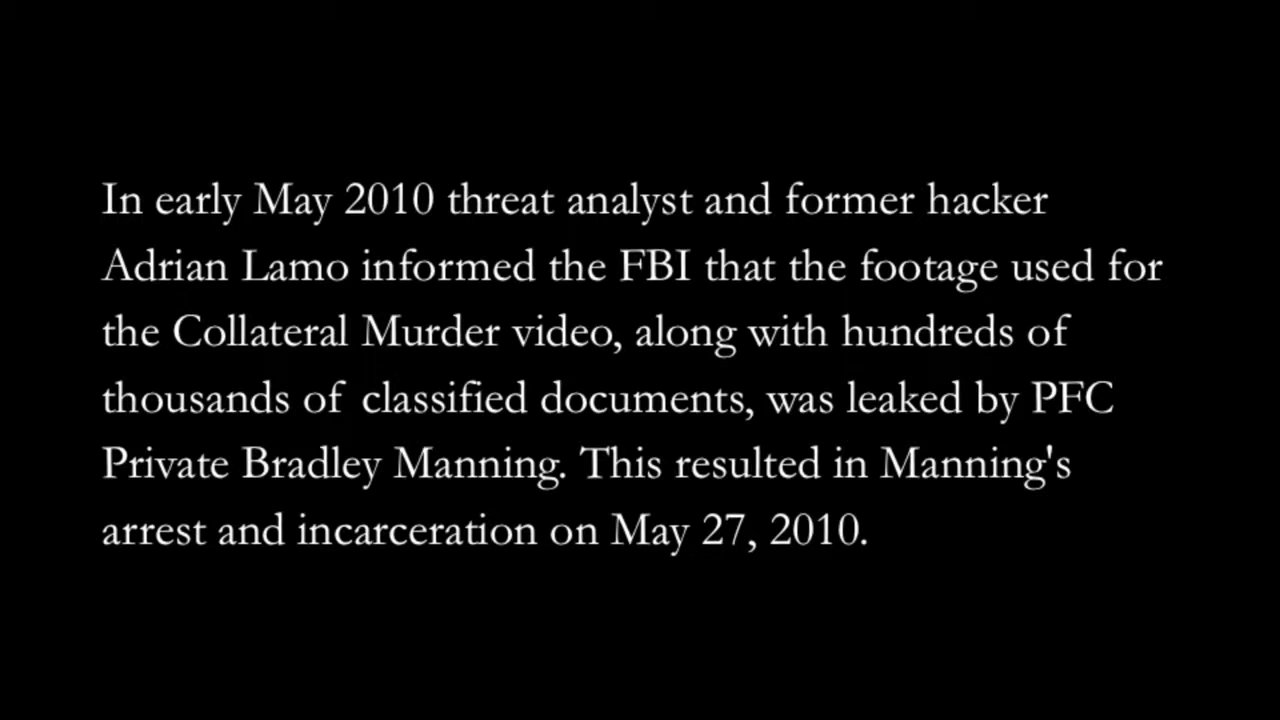 In early May 2010 threat analyst and former hacker
Adrian Lamo informed the FBI that the footage used for
the Collateral Murder video, along with hundreds of
thousands of classified documents, was leaked by PFC
Private Bradley Manning. This resulted in Manning's
arrest and incarceration on May 27, 2010.